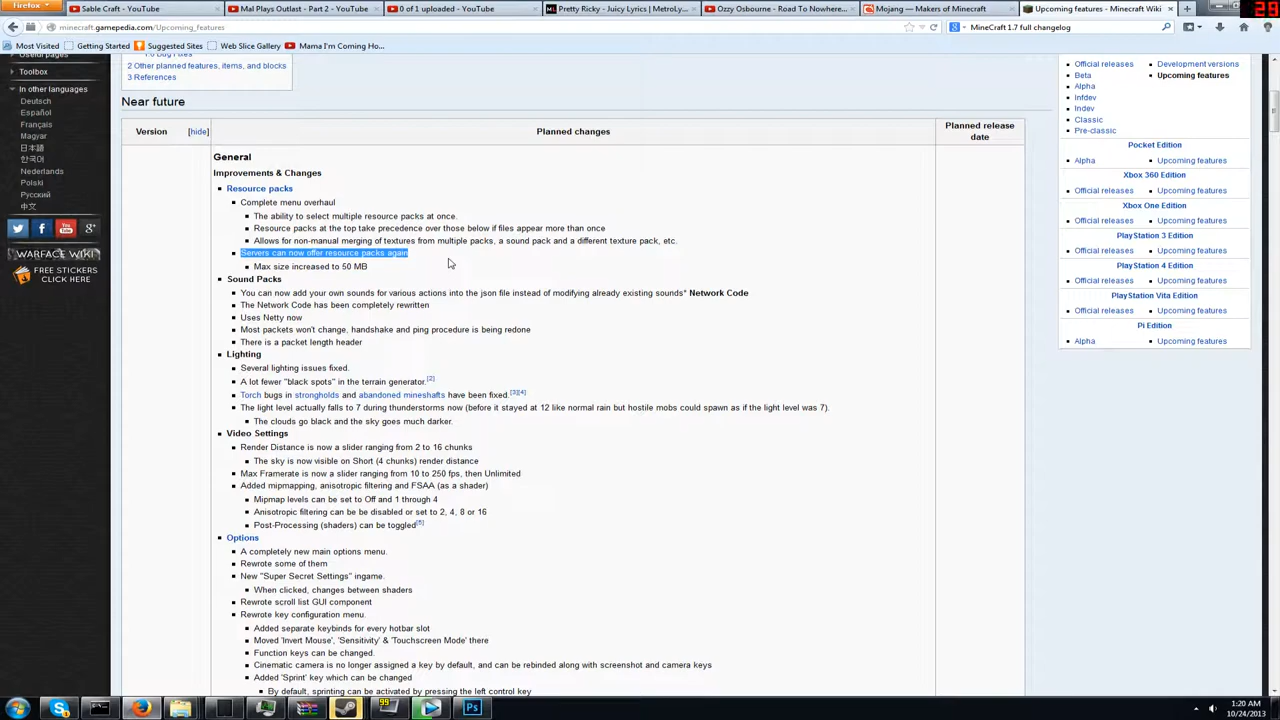 Firefox
Sable Craft - YouTube
Mal Plays Outlast - Part 2 - YouTube
0 of 1 uploaded - YouTube
Pretty Ricky - Juicy Lyrics | MetroLy...
Ozzy Osbourne - Road To Nowhere...
Mojang — Makers of Minecraft
Upcoming features - Minecraft Wiki
29
minecraft.gamepedia.com/Upcoming_features
MineCraft 1.7 full changelog
Most Visited
Getting Started
Suggested Sites
Web Slice Gallery
Mama I'm Coming Ho...
Toolbox
In other languages
Deutsch
Español
Français
Magyar
日本語
한국어
Nederlands
Polski
Русский
中文
WARFACE WIKI
FREE STICKERS
CLICK HERE
2 Other planned features, items, and blocks
3 References
Near future
Version [hide]
Planned changes
Planned release date
General
Improvements & Changes
Resource packs
Complete menu overhaul
The ability to select multiple resource packs at once.
Resource packs at the top take precedence over those below if files appear more than once
Allows for non-manual merging of textures from multiple packs, a sound pack and a different texture pack, etc.
Servers can now offer resource packs again
Max size increased to 50 MB
Sound Packs
You can now add your own sounds for various actions into the json file instead of modifying already existing sounds* Network Code
The Network Code has been completely rewritten
Uses Netty now
Most packets won't change, handshake and ping procedure is being redone
There is a packet length header
Lighting
Several lighting issues fixed.
A lot fewer "black spots" in the terrain generator.[2]
Torch bugs in strongholds and abandoned mineshafts have been fixed.[3][4]
The light level actually falls to 7 during thunderstorms now (before it stayed at 12 like normal rain but hostile mobs could spawn as if the light level was 7).
The clouds go black and the sky goes much darker.
Video Settings
Render Distance is now a slider ranging from 2 to 16 chunks
The sky is now visible on Short (4 chunks) render distance
Max Framerate is now a slider ranging from 10 to 250 fps, then Unlimited
Added mipmapping, anisotropic filtering and FSAA (as a shader)
Mipmap levels can be set to Off and 1 through 4
Anisotropic filtering can be be disabled or set to 2, 4, 8 or 16
Post-Processing (shaders) can be toggled[5]
Options
A completely new main options menu.
Rewrote some of them
New "Super Secret Settings" ingame.
When clicked, changes between shaders
Rewrote scroll list GUI component
Rewrote key configuration menu.
Added separate keybinds for every hotbar slot
Moved 'Invert Mouse', 'Sensitivity' & 'Touchscreen Mode' there
Function keys can be changed.
Cinematic camera is no longer assigned a key by default, and can be rebinded along with screenshot and camera keys
Added 'Sprint' key which can be changed
By default, sprinting can be activated by pressing the left control key
Official releases
Development versions
Beta
Upcoming features
Alpha
Infdev
Indev
Classic
Pre-classic
Pocket Edition
Alpha
Upcoming features
Xbox 360 Edition
Official releases
Upcoming features
Xbox One Edition
Official releases
Upcoming features
PlayStation 3 Edition
Official releases
Upcoming features
PlayStation 4 Edition
Official releases
Upcoming features
PlayStation Vita Edition
Official releases
Upcoming features
Pi Edition
Alpha
Upcoming features
99
Ps
1:20 AM
10/24/2013